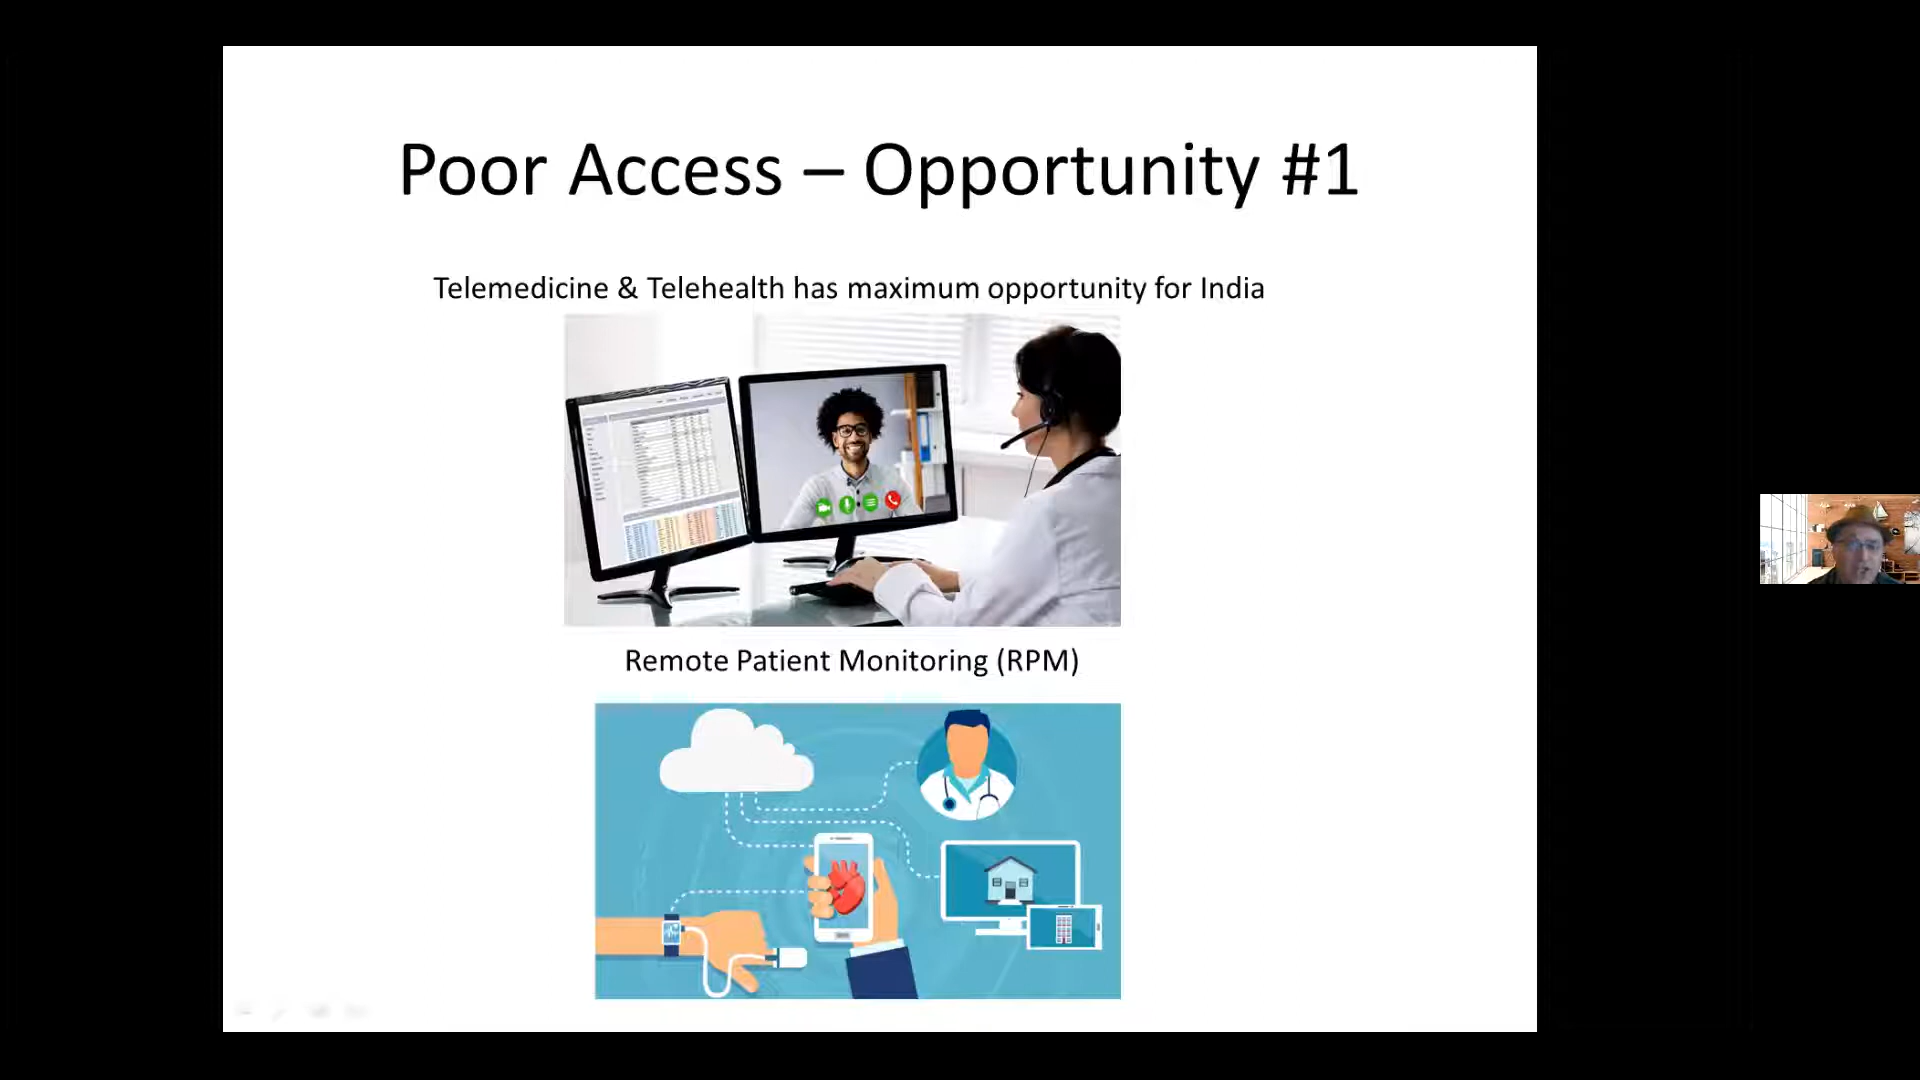 Poor Access – Opportunity #1
Telemedicine & Telehealth has maximum opportunity for India
Remote Patient Monitoring (RPM)